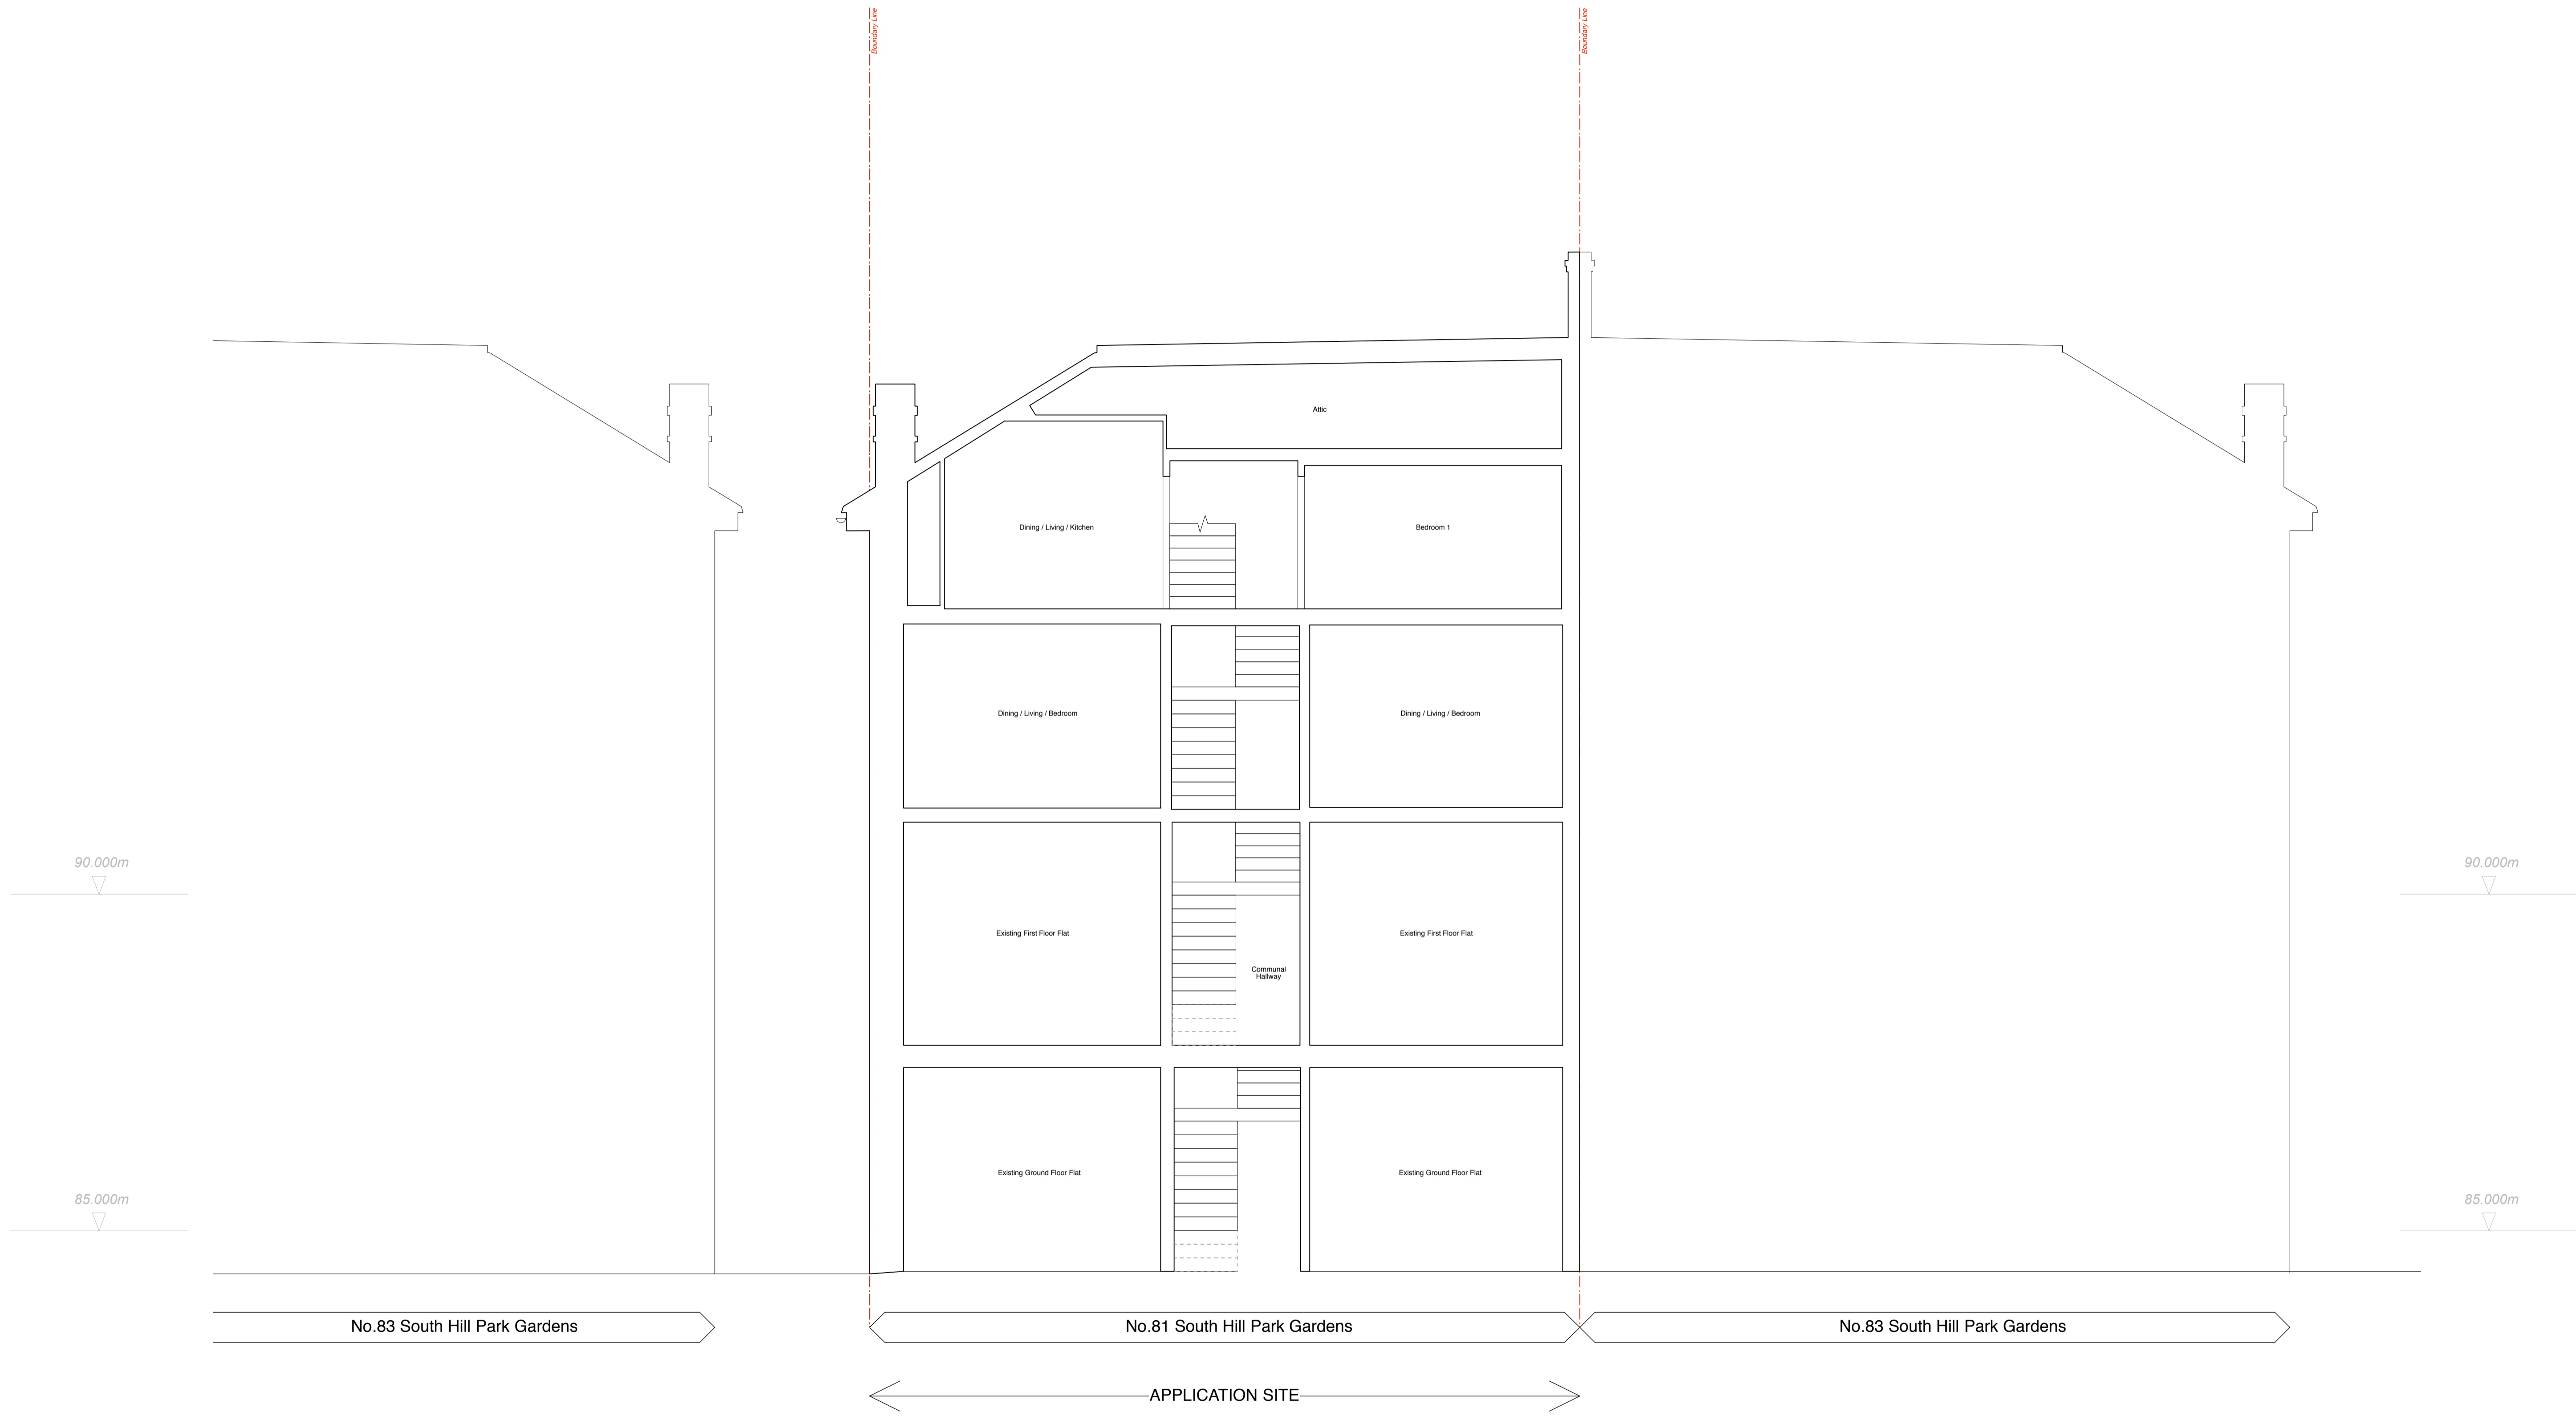 Boundary Line
Boundary Line
Attic
Dining / Living / Kitchen
Bedroom 1
Dining / Living / Bedroom
Dining / Living / Bedroom
90.000m
90.000m
Existing First Floor Flat
Existing First Floor Flat
Communal
Hallway
Existing Ground Floor Flat
Existing Ground Floor Flat
85.000m
85.000m
No.83 South Hill Park Gardens
No.81 South Hill Park Gardens
No.83 South Hill Park Gardens
APPLICATION SITE